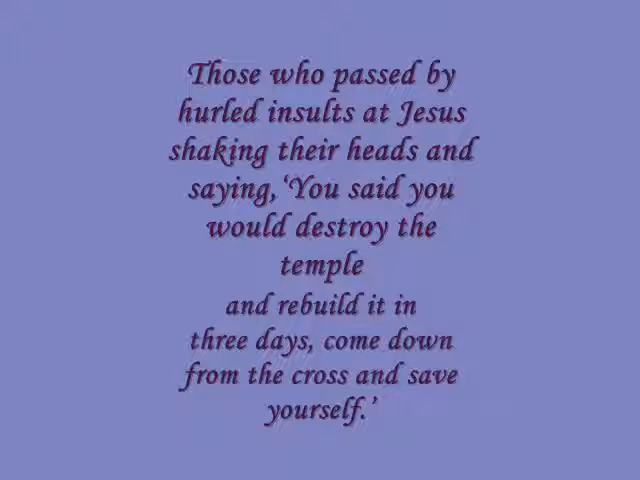 Those who passed by
hurled insults at Jesus
shaking their heads and
saying, ‘You said you
would destroy the
temple
and rebuild it in
three days, come down
from the cross and save
yourself.’